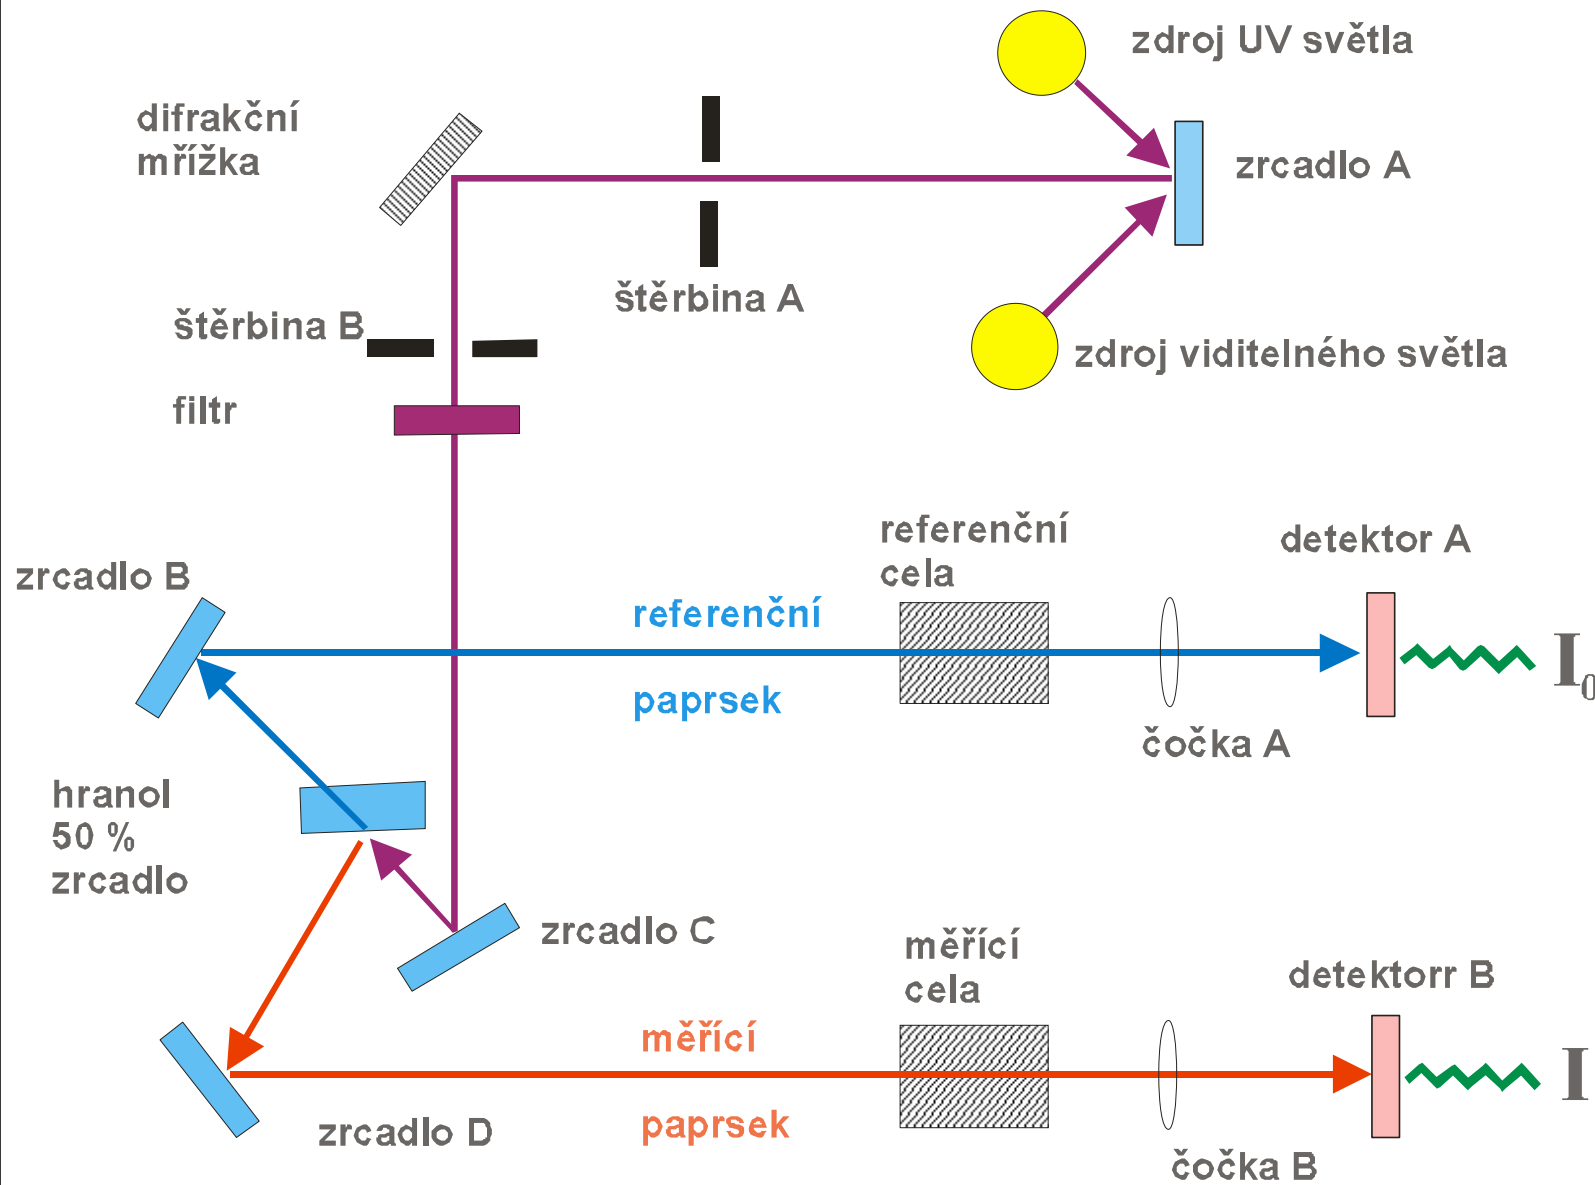 zdroj UV světla
difrakční
mřížka
zrcadlo A
štěrbina A
štěrbina B
zdroj viditelného světla
filtr
referenční
cela
detektor A
zrcadlo B
referenční
paprsek
I0
čočka A
hranol
50 %
zrcadlo
zrcadlo C
měřící
cela
detektorr B
měřící
paprsek
I
zrcadlo D
čočka B